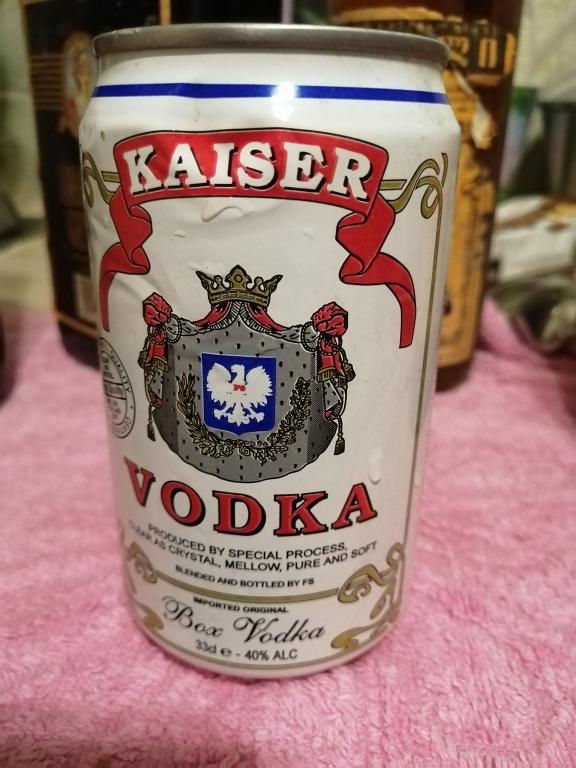 KAISER
VODKA
PRODUCED BY SPECIAL PROCESS,
CLEAR AS CRYSTAL, MELLOW, PURE AND SOFT
BLENDED AND BOTTLED BY FS
IMPORTED ORIGINAL
Box Vodka
33cl e - 40% ALC